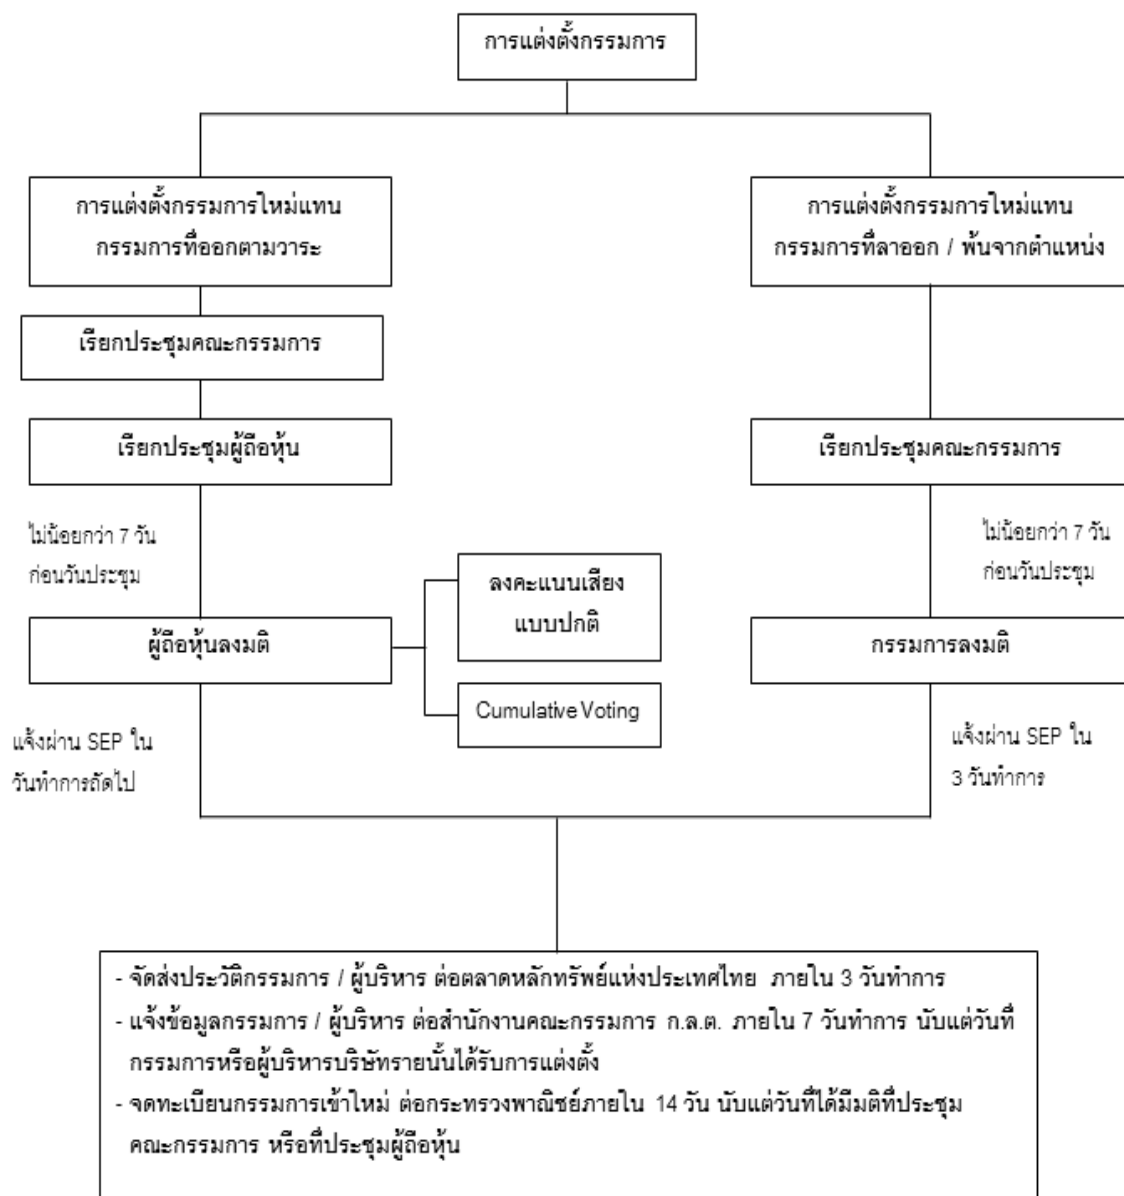 การแต่งตั้งกรรมการ
การแต่งตั้งกรรมการใหม่แทน
กรรมการที่ออกตามวาระ
การแต่งตั้งกรรมการใหม่แทน
กรรมการที่ลาออก / พ้นจากตำแหน่ง
เรียกประชุมคณะกรรมการ
เรียกประชุมผู้ถือหุ้น
เรียกประชุมคณะกรรมการ
ไม่น้อยกว่า 7 วัน
ก่อนวันประชุม
ไม่น้อยกว่า 7 วัน
ก่อนวันประชุม
ลงคะแนนเสียง
แบบปกติ
ผู้ถือหุ้นลงมติ
กรรมการลงมติ
Cumulative Voting
แจ้งผ่าน SEP ใน
วันทำการถัดไป
แจ้งผ่าน SEP ใน
3 วันทำการ
- จัดส่งประวัติกรรมการ / ผู้บริหาร ต่อตลาดหลักทรัพย์แห่งประเทศไทย ภายใน 3 วันทำการ
- แจ้งข้อมูลกรรมการ / ผู้บริหาร ต่อสำนักงานคณะกรรมการ ก.ล.ต. ภายใน 7 วันทำการ นับแต่วันที่
กรรมการหรือผู้บริหารบริษัทรายนั้นได้รับการแต่งตั้ง
- จดทะเบียนกรรมการเข้าใหม่ ต่อกระทรวงพาณิชย์ภายใน 14 วัน นับแต่วันที่ได้มีมติที่ประชุม
คณะกรรมการ หรือที่ประชุมผู้ถือหุ้น